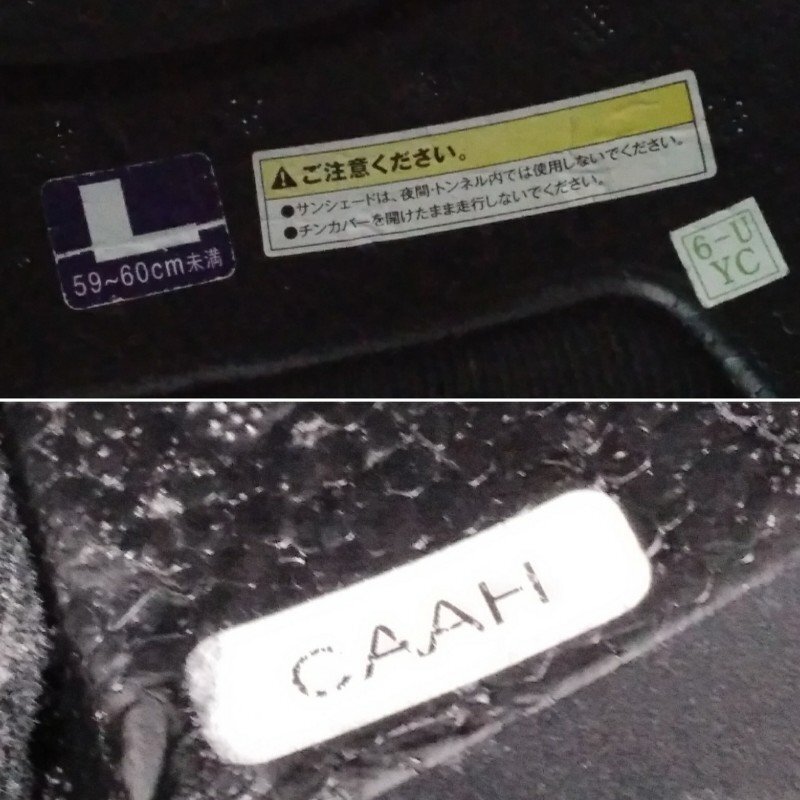 L
59~60cm未満
ご注意ください。
●サンシェードは、夜間・トンネル内では使用しないでください。
●チンカバーを開けたまま走行しないでください。
6-U
YC
CAAH